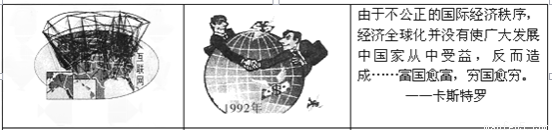 互联网
1992年
由于不公正的国际经济秩序，
经济全球化并没有使广大发展
中国家从中受益，反而造
成……富国愈富，穷国愈穷。
——卡斯特罗